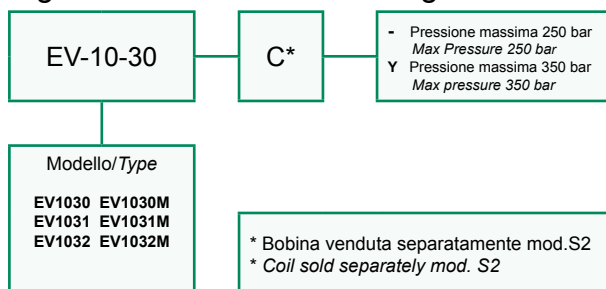 EV-10-30
C*
- Pressione massima 250 bar
Max Pressure 250 bar
Y Pressione massima 350 bar
Max pressure 350 bar
Modello/Type
EV1030 EV1030M
EV1031 EV1031M
EV1032 EV1032M
* Bobina venduta separatamente mod.S2
* Coil sold separately mod. S2